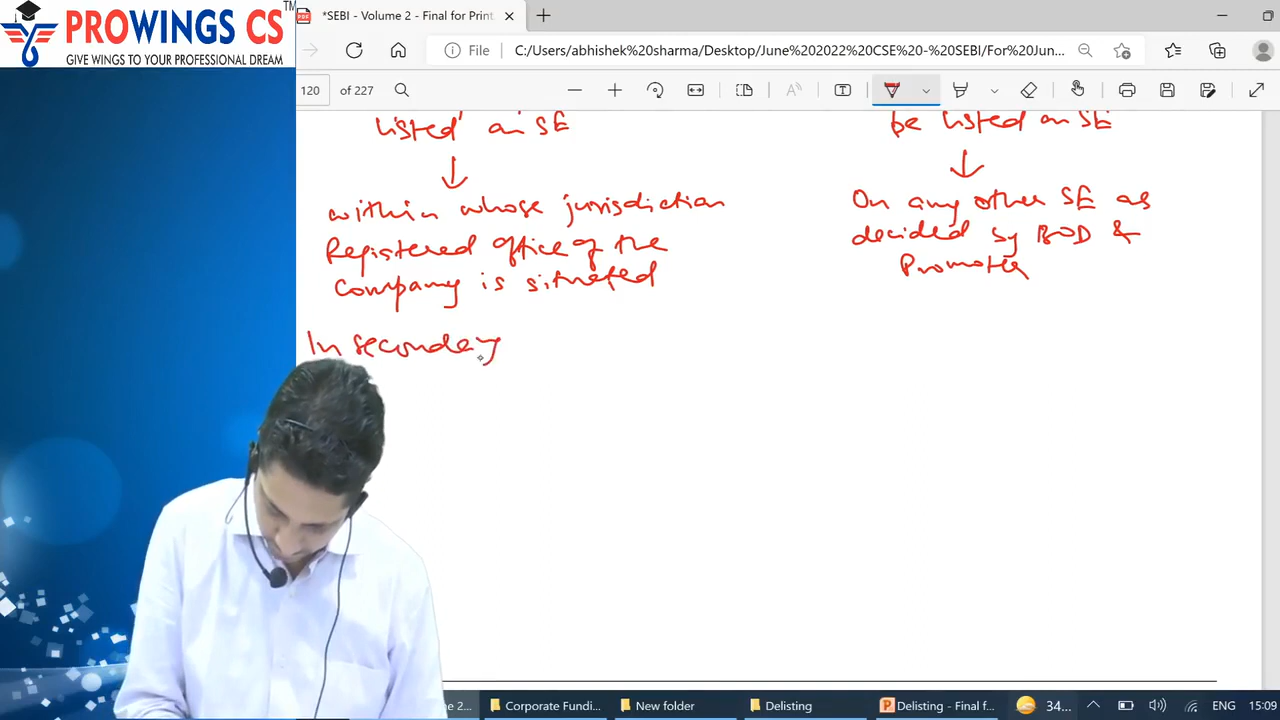 TM
PROWINGS CS
GIVE WINGS TO YOUR PROFESSIONAL DREAM
*SEBI - Volume 2 - Final for Print
File
C:/Users/abhishek%20sharma/Desktop/June%202022%20CSE%20-%20SEBI/For%20Jun...
120 of 227
listed on SE
within whose jurisdiction
Registered office of the
company is situated
be listed on SE
On any other SE as
decided by BOD &
Promoter
In secondary
2...
Corporate Fundi...
New folder
Delisting
Delisting - Final f...
34...
ENG
15:09